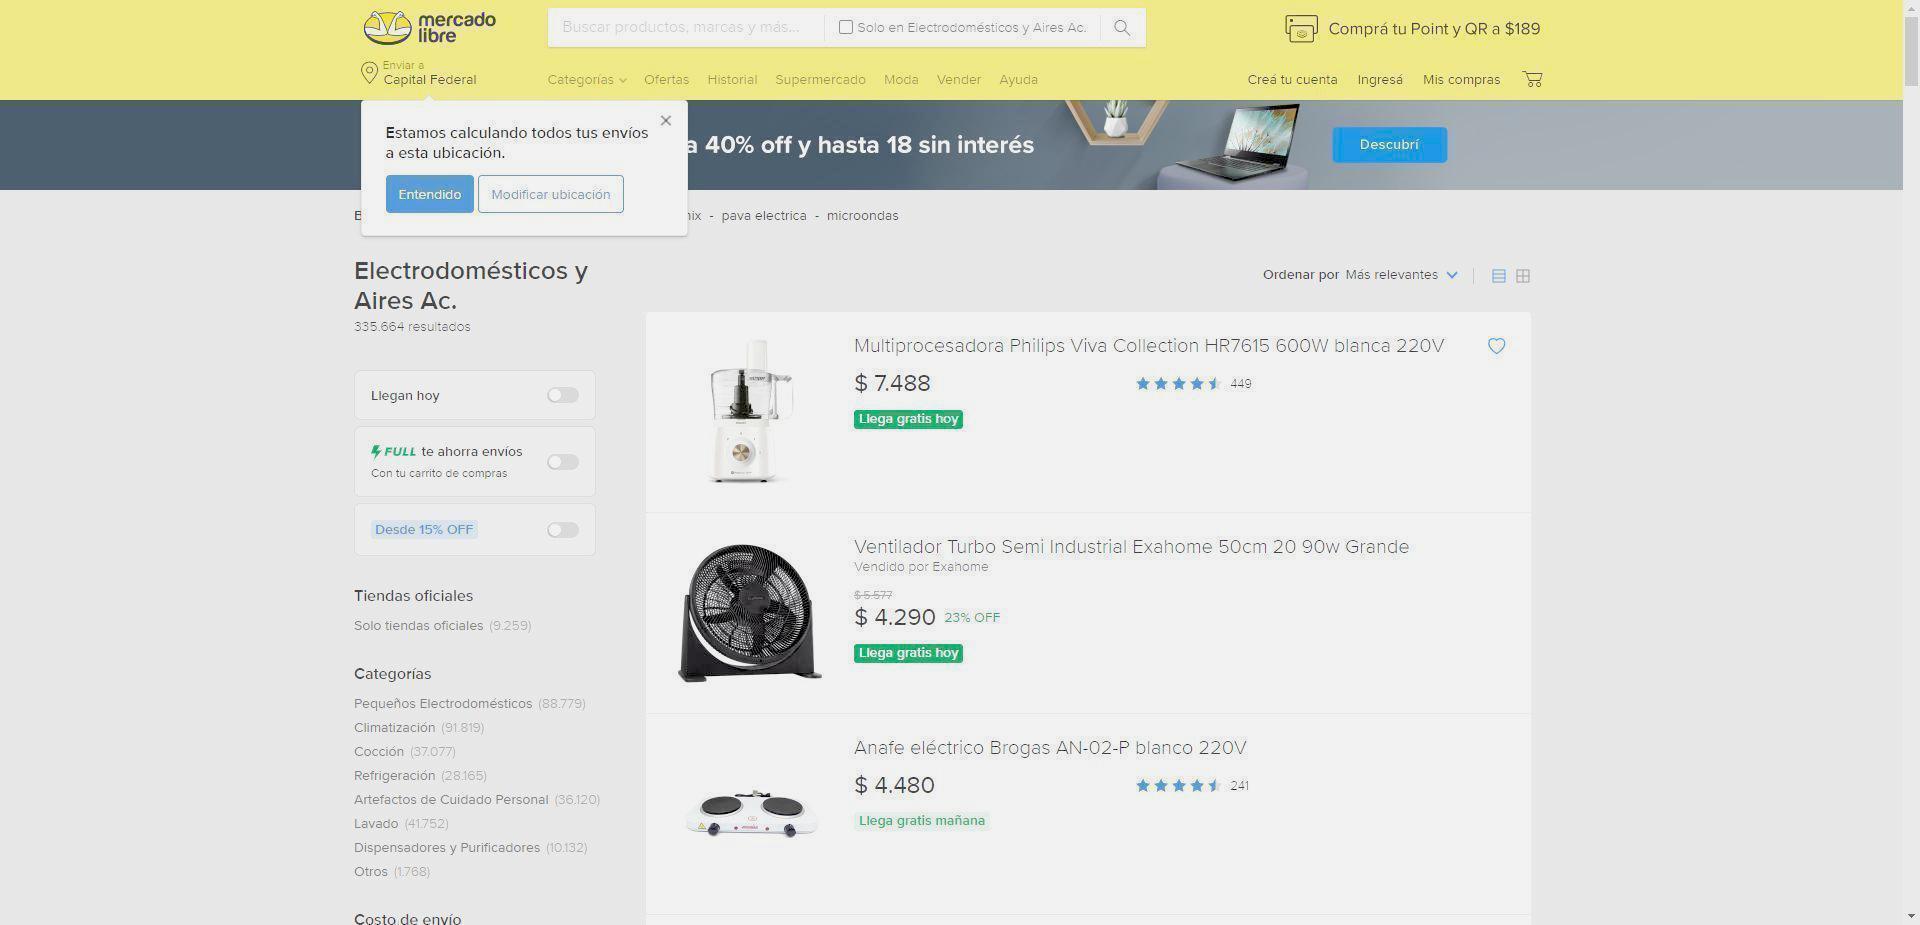 mercado
libre
Buscar productos, marcas y más...
Solo en Electrodomésticos y Aires Ac.
Comprá tu Point y QR a $189
Enviar a
Capital Federal
Categorías Ofertas Historial Supermercado Moda Vender Ayuda
Creá tu cuenta Ingresá Mis compras
Estamos calculando todos tus envíos
a esta ubicación.
Entendido Modificar ubicación
a 40% off y hasta 18 sin interés
Descubrí
- pava electrica - microondas
Electrodomésticos y
Aires Ac.
335.664 resultados
Ordenar por Más relevantes
Llegan hoy
FULL te ahorra envíos
Con tu carrito de compras
Desde 15% OFF
Tiendas oficiales
Solo tiendas oficiales (9.259)
Categorías
Pequeños Electrodomésticos (88.779)
Climatización (91.819)
Cocción (37.077)
Refrigeración (28.165)
Artefactos de Cuidado Personal (36.120)
Lavado (41.752)
Dispensadores y Purificadores (10.132)
Otros (1.768)
Costo de envío
Multiprocesadora Philips Viva Collection HR7615 600W blanca 220V
$ 7.488
449
Llega gratis hoy
Ventilador Turbo Semi Industrial Exahome 50cm 20 90w Grande
Vendido por Exahome
$ 5.577
$ 4.290 23% OFF
Llega gratis hoy
Anafe eléctrico Brogas AN-02-P blanco 220V
$ 4.480
241
Llega gratis mañana